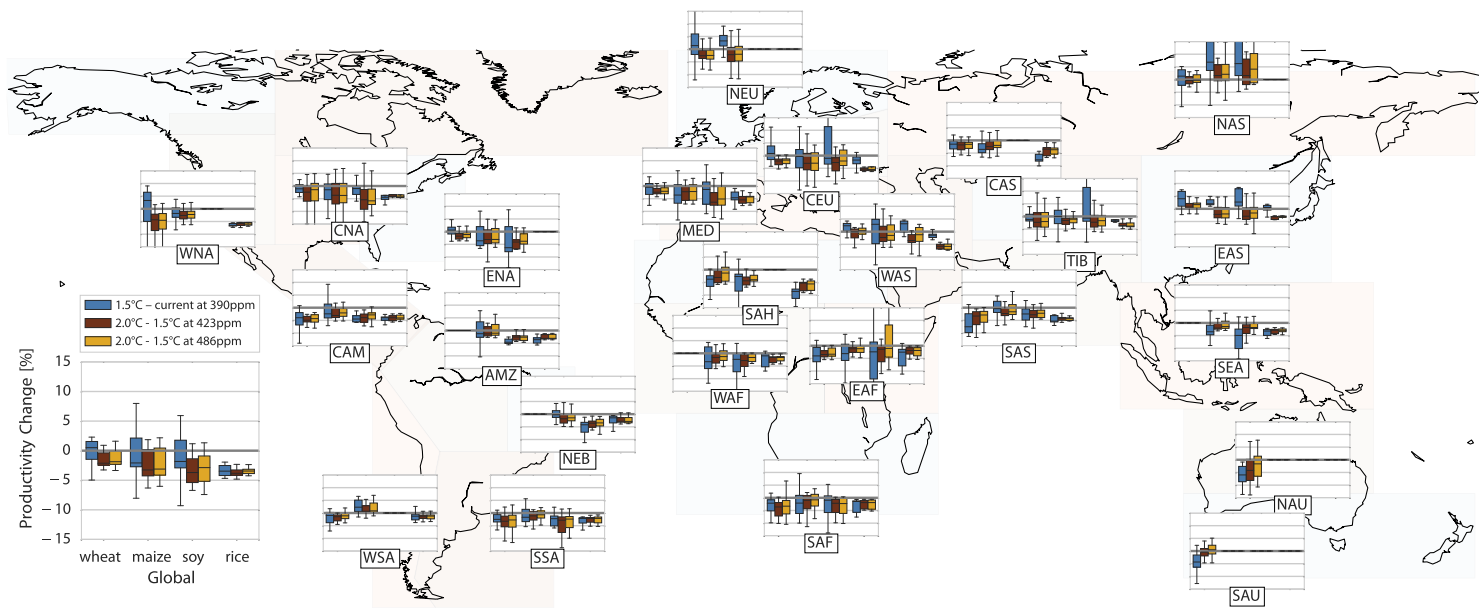 NEU
NAS
CAS
CEU
WNA
CNA
MED
ENA
WAS
TIB
EAS
1.5°C – current at 390ppm
2.0°C - 1.5°C at 423ppm
2.0°C - 1.5°C at 486ppm
SAH
CAM
SAS
AMZ
SEA
WAF
EAF
Productivity Change [%]
15
10
5
0
−5
−10
−15
wheat maize soy rice
Global
NEB
NAU
WSA
SSA
SAF
SAU